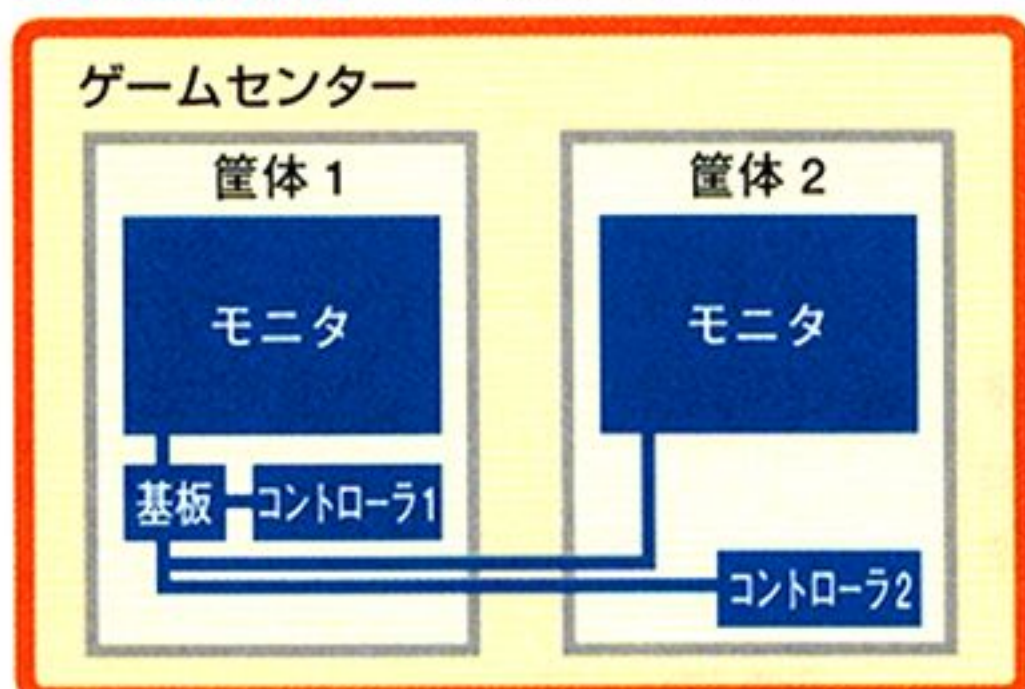 ゲームセンター
筐体 1
筐体 2
モニタ
モニタ
基板
コントローラ1
コントローラ2